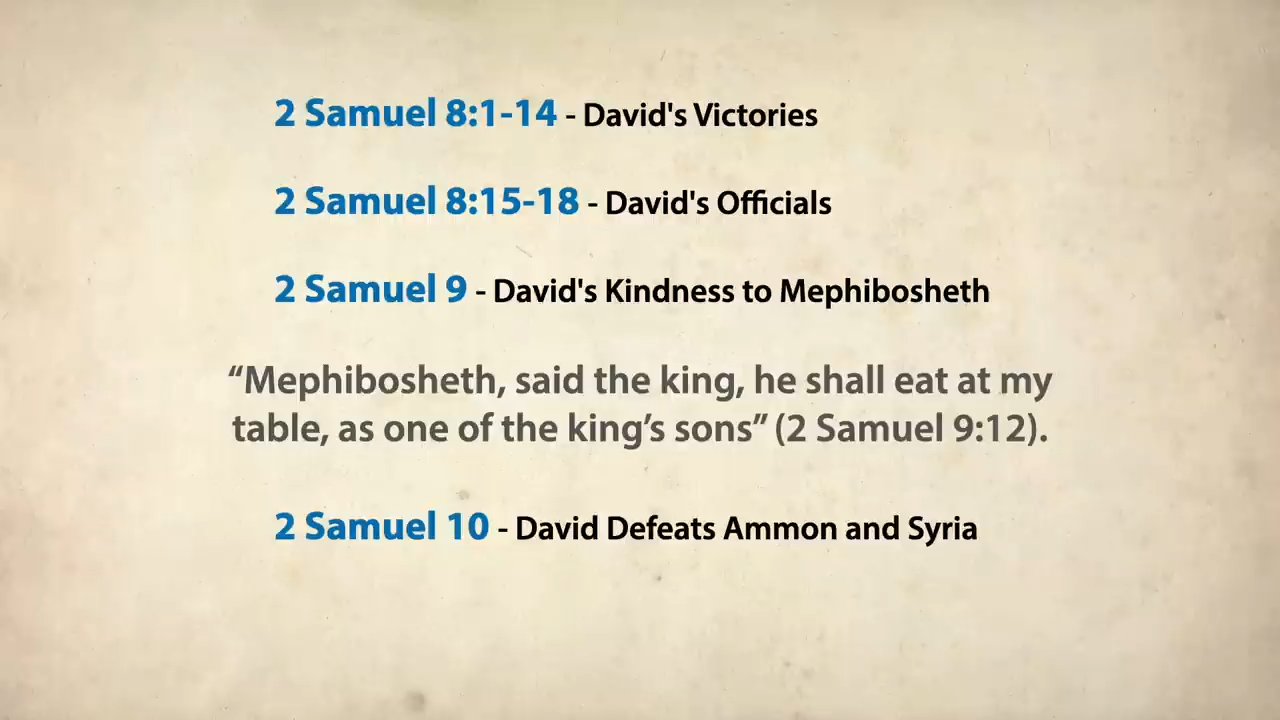 2 Samuel 8:1-14 - David's Victories
2 Samuel 8:15-18 - David's Officials
2 Samuel 9 - David's Kindness to Mephibosheth
“Mephibosheth, said the king, he shall eat at my
table, as one of the king’s sons” (2 Samuel 9:12).
2 Samuel 10 - David Defeats Ammon and Syria